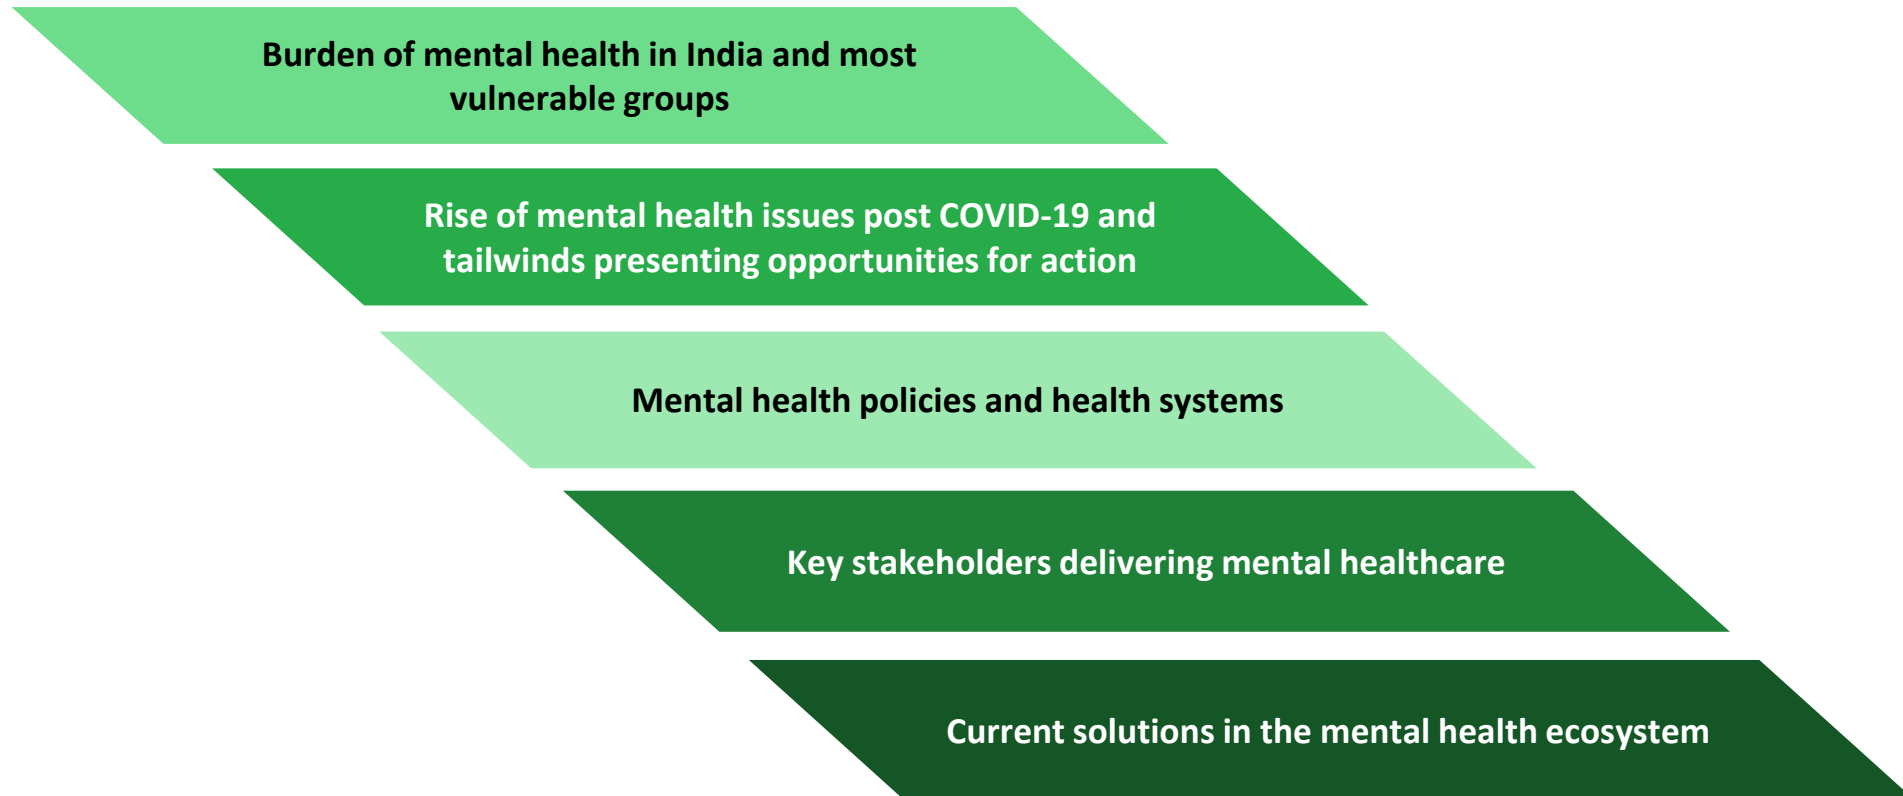 Burden of mental health in India and most
vulnerable groups
Rise of mental health issues post COVID-19 and
tailwinds presenting opportunities for action
Mental health policies and health systems
Key stakeholders delivering mental healthcare
Current solutions in the mental health ecosystem